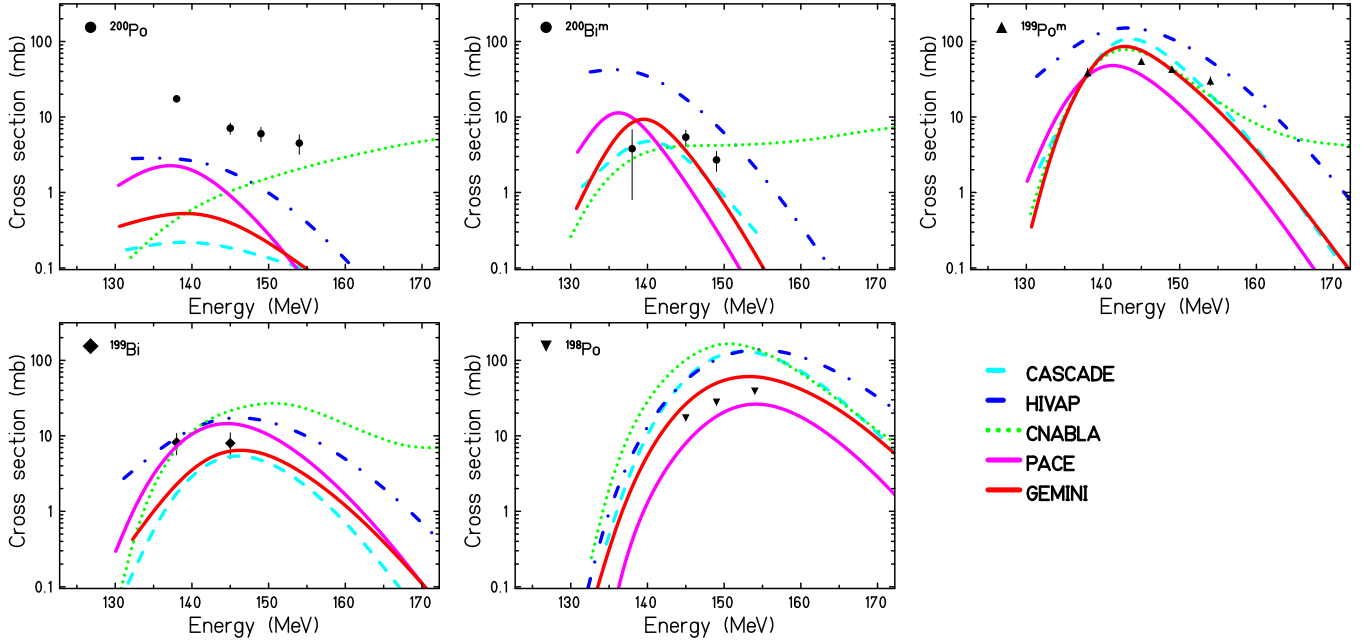 ²⁰⁰Po
Cross section (mb)
100
10
1
0.1
130 140 150 160 170
Energy (MeV)
²⁰⁰Biᵐ
Cross section (mb)
100
10
1
0.1
130 140 150 160 170
Energy (MeV)
¹⁹⁹Poᵐ
Cross section (mb)
100
10
1
0.1
130 140 150 160 170
Energy (MeV)
¹⁹⁹Bi
Cross section (mb)
100
10
1
0.1
130 140 150 160 170
Energy (MeV)
¹⁹⁸Po
Cross section (mb)
100
10
1
0.1
130 140 150 160 170
Energy (MeV)
CASCADE
HIVAP
CNABLA
PACE
GEMINI